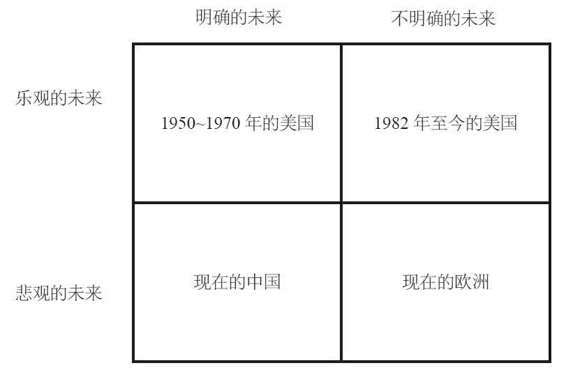 明确的未来 不明确的未来
乐观的未来
1950~1970 年的美国 1982 年至今的美国
现在的中国 现在的欧洲
悲观的未来